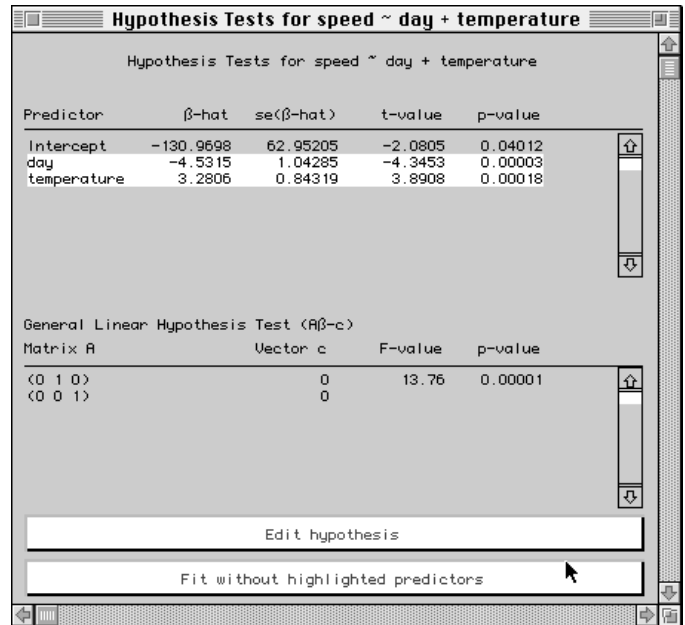 Hypothesis Tests for speed ~ day + temperature
Hypothesis Tests for speed ~ day + temperature
Predictor β-hat se(β-hat) t-value p-value
Intercept -130.9698 62.95205 -2.0805 0.04012
day -4.5315 1.04285 -4.3453 0.00003
temperature 3.2806 0.84319 3.8908 0.00018
General Linear Hypothesis Test (Aβ-c)
Matrix A Vector c F-value p-value
(0 1 0) 0 13.76 0.00001
(0 0 1) 0
Edit hypothesis
Fit without highlighted predictors